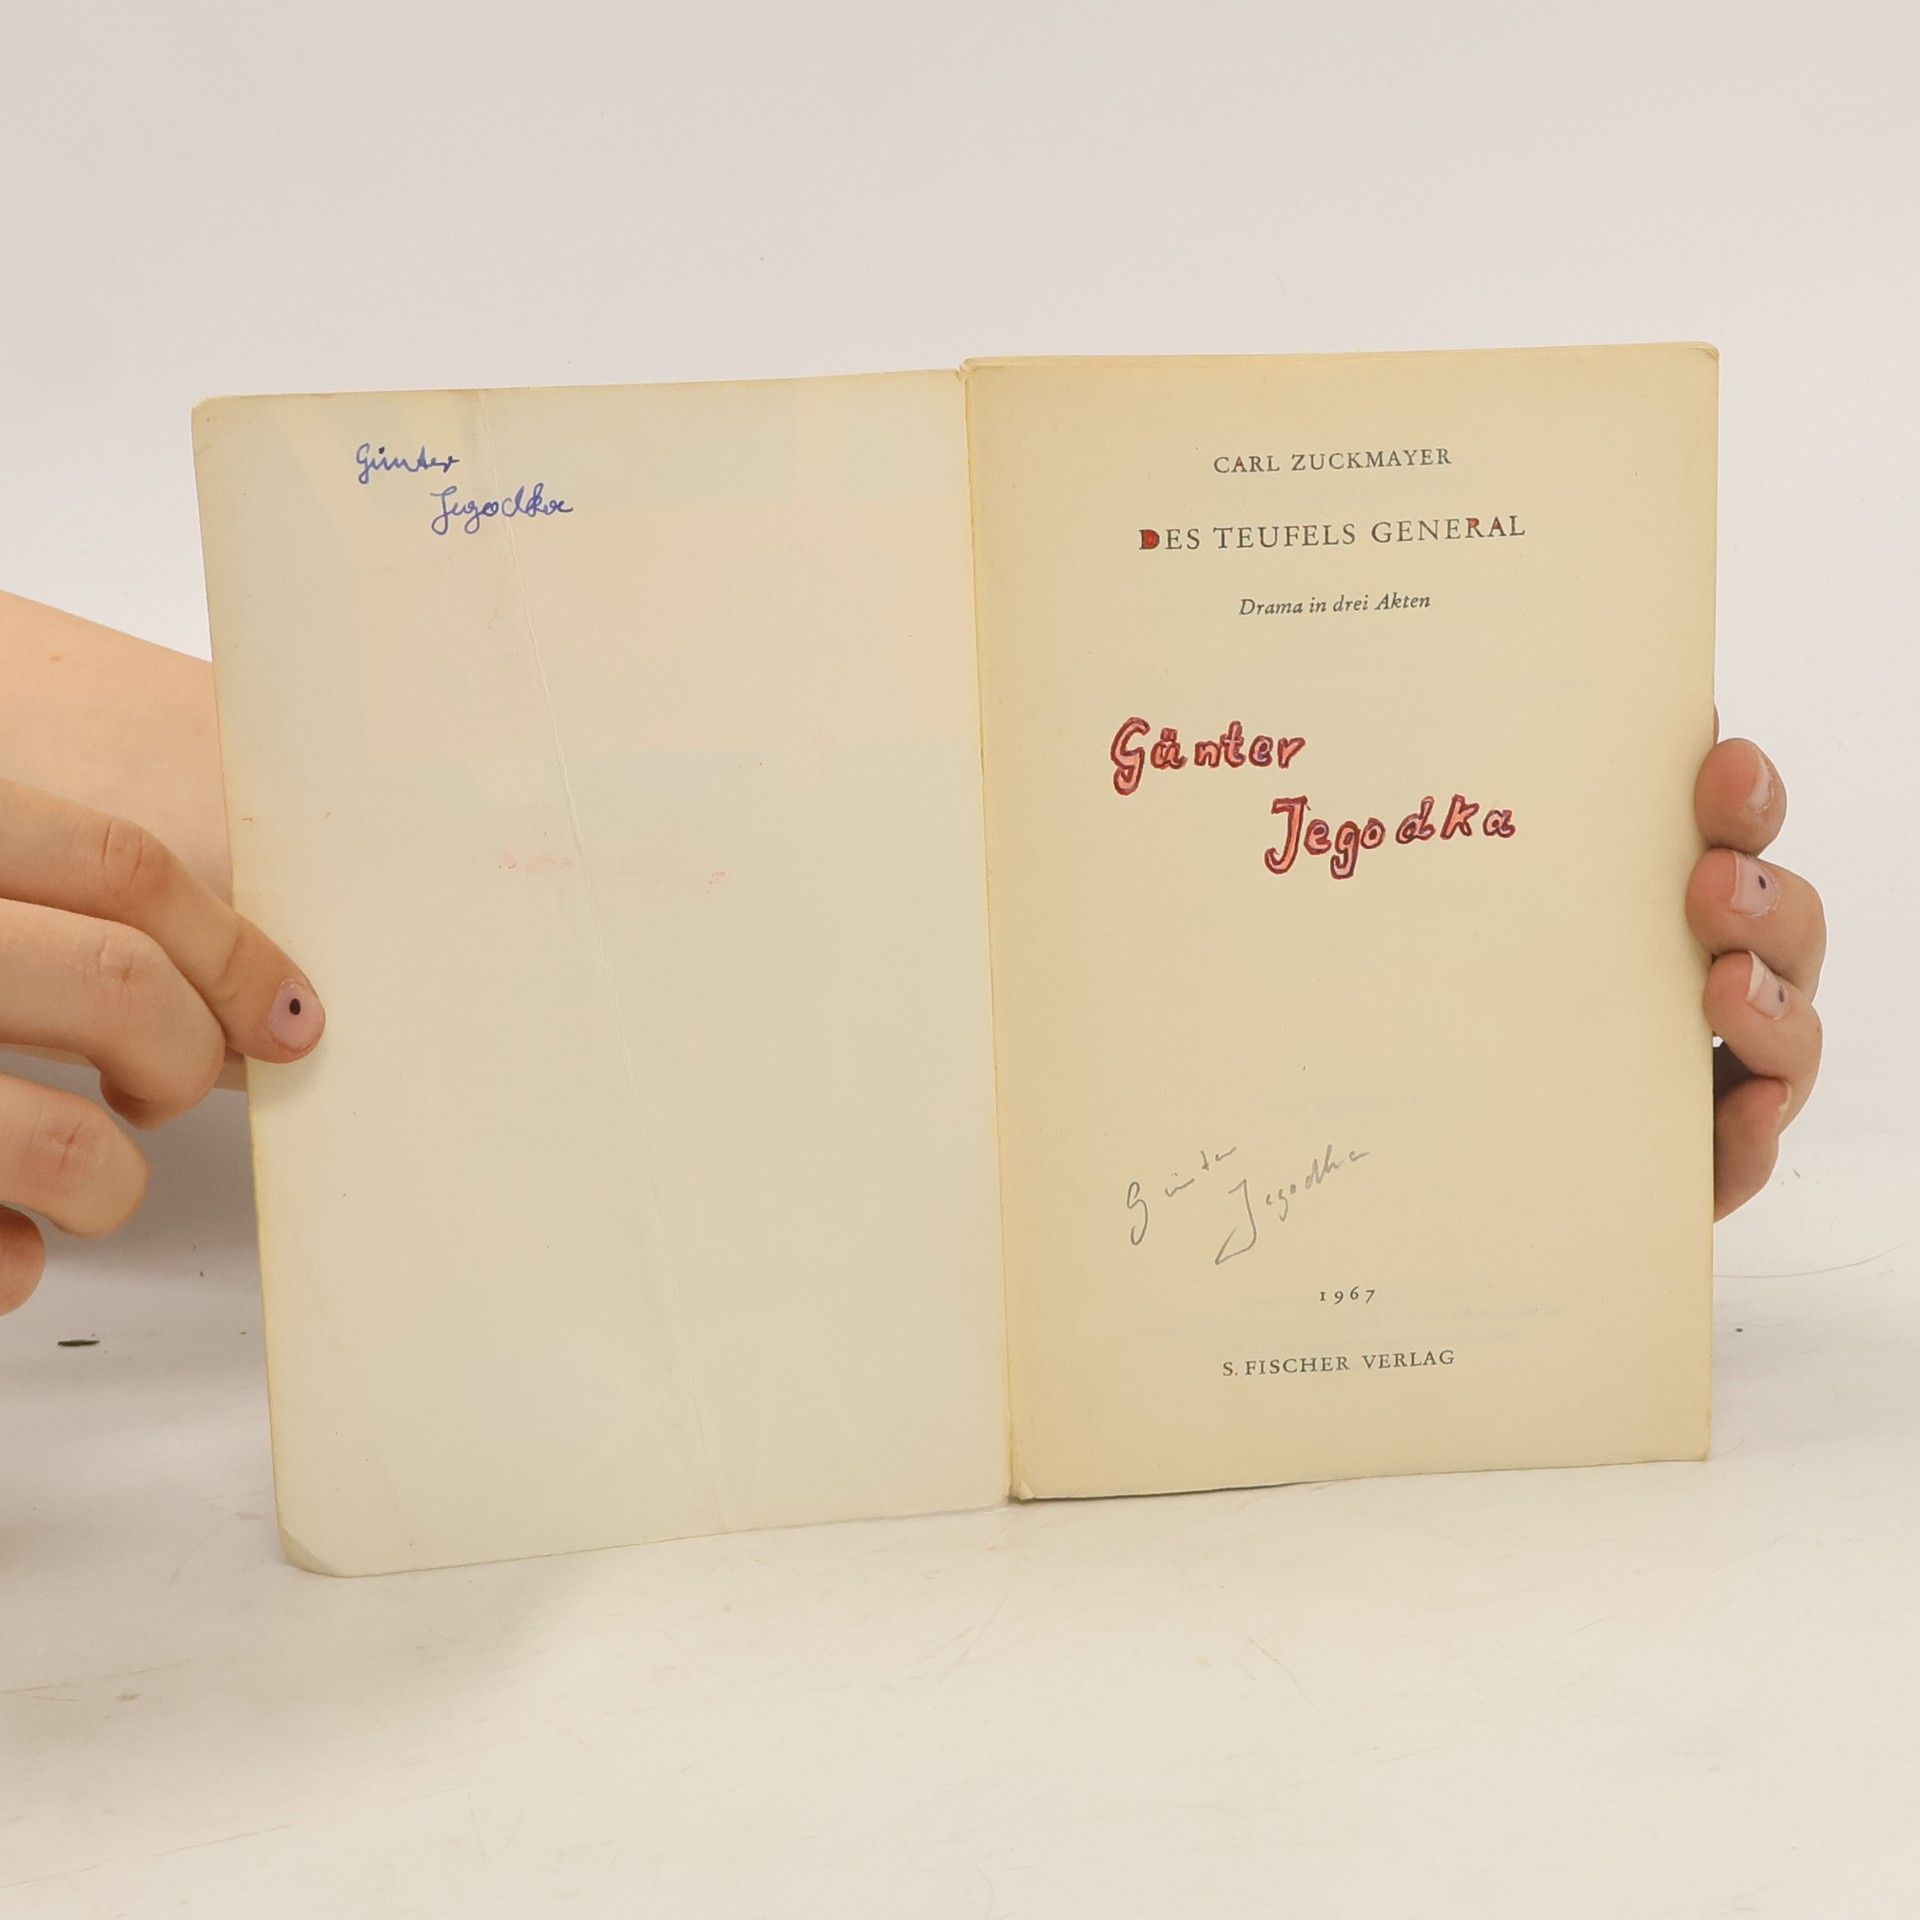 Günter
Jegodka
CARL ZUCKMAYER
DES TEUFELS GENERAL
Drama in drei Akten
Günter
Jegodka
Günter
Jegodka
1967
S. FISCHER VERLAG